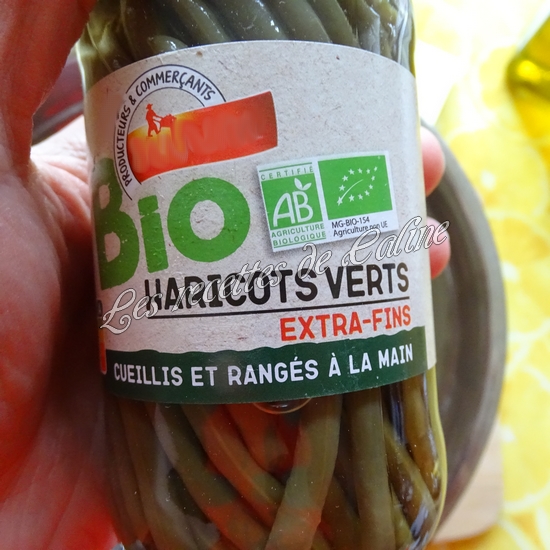 PRODUCTEURS & COMMERÇANTS
BiO
CERTIFIÉ
AB
AGRICULTURE
BIOLOGIQUE
MG-BIO-154
Agriculture non UE
HARICOTS VERTS
Les recettes de Caline
EXTRA-FINS
CUEILLIS ET RANGÉS À LA MAIN